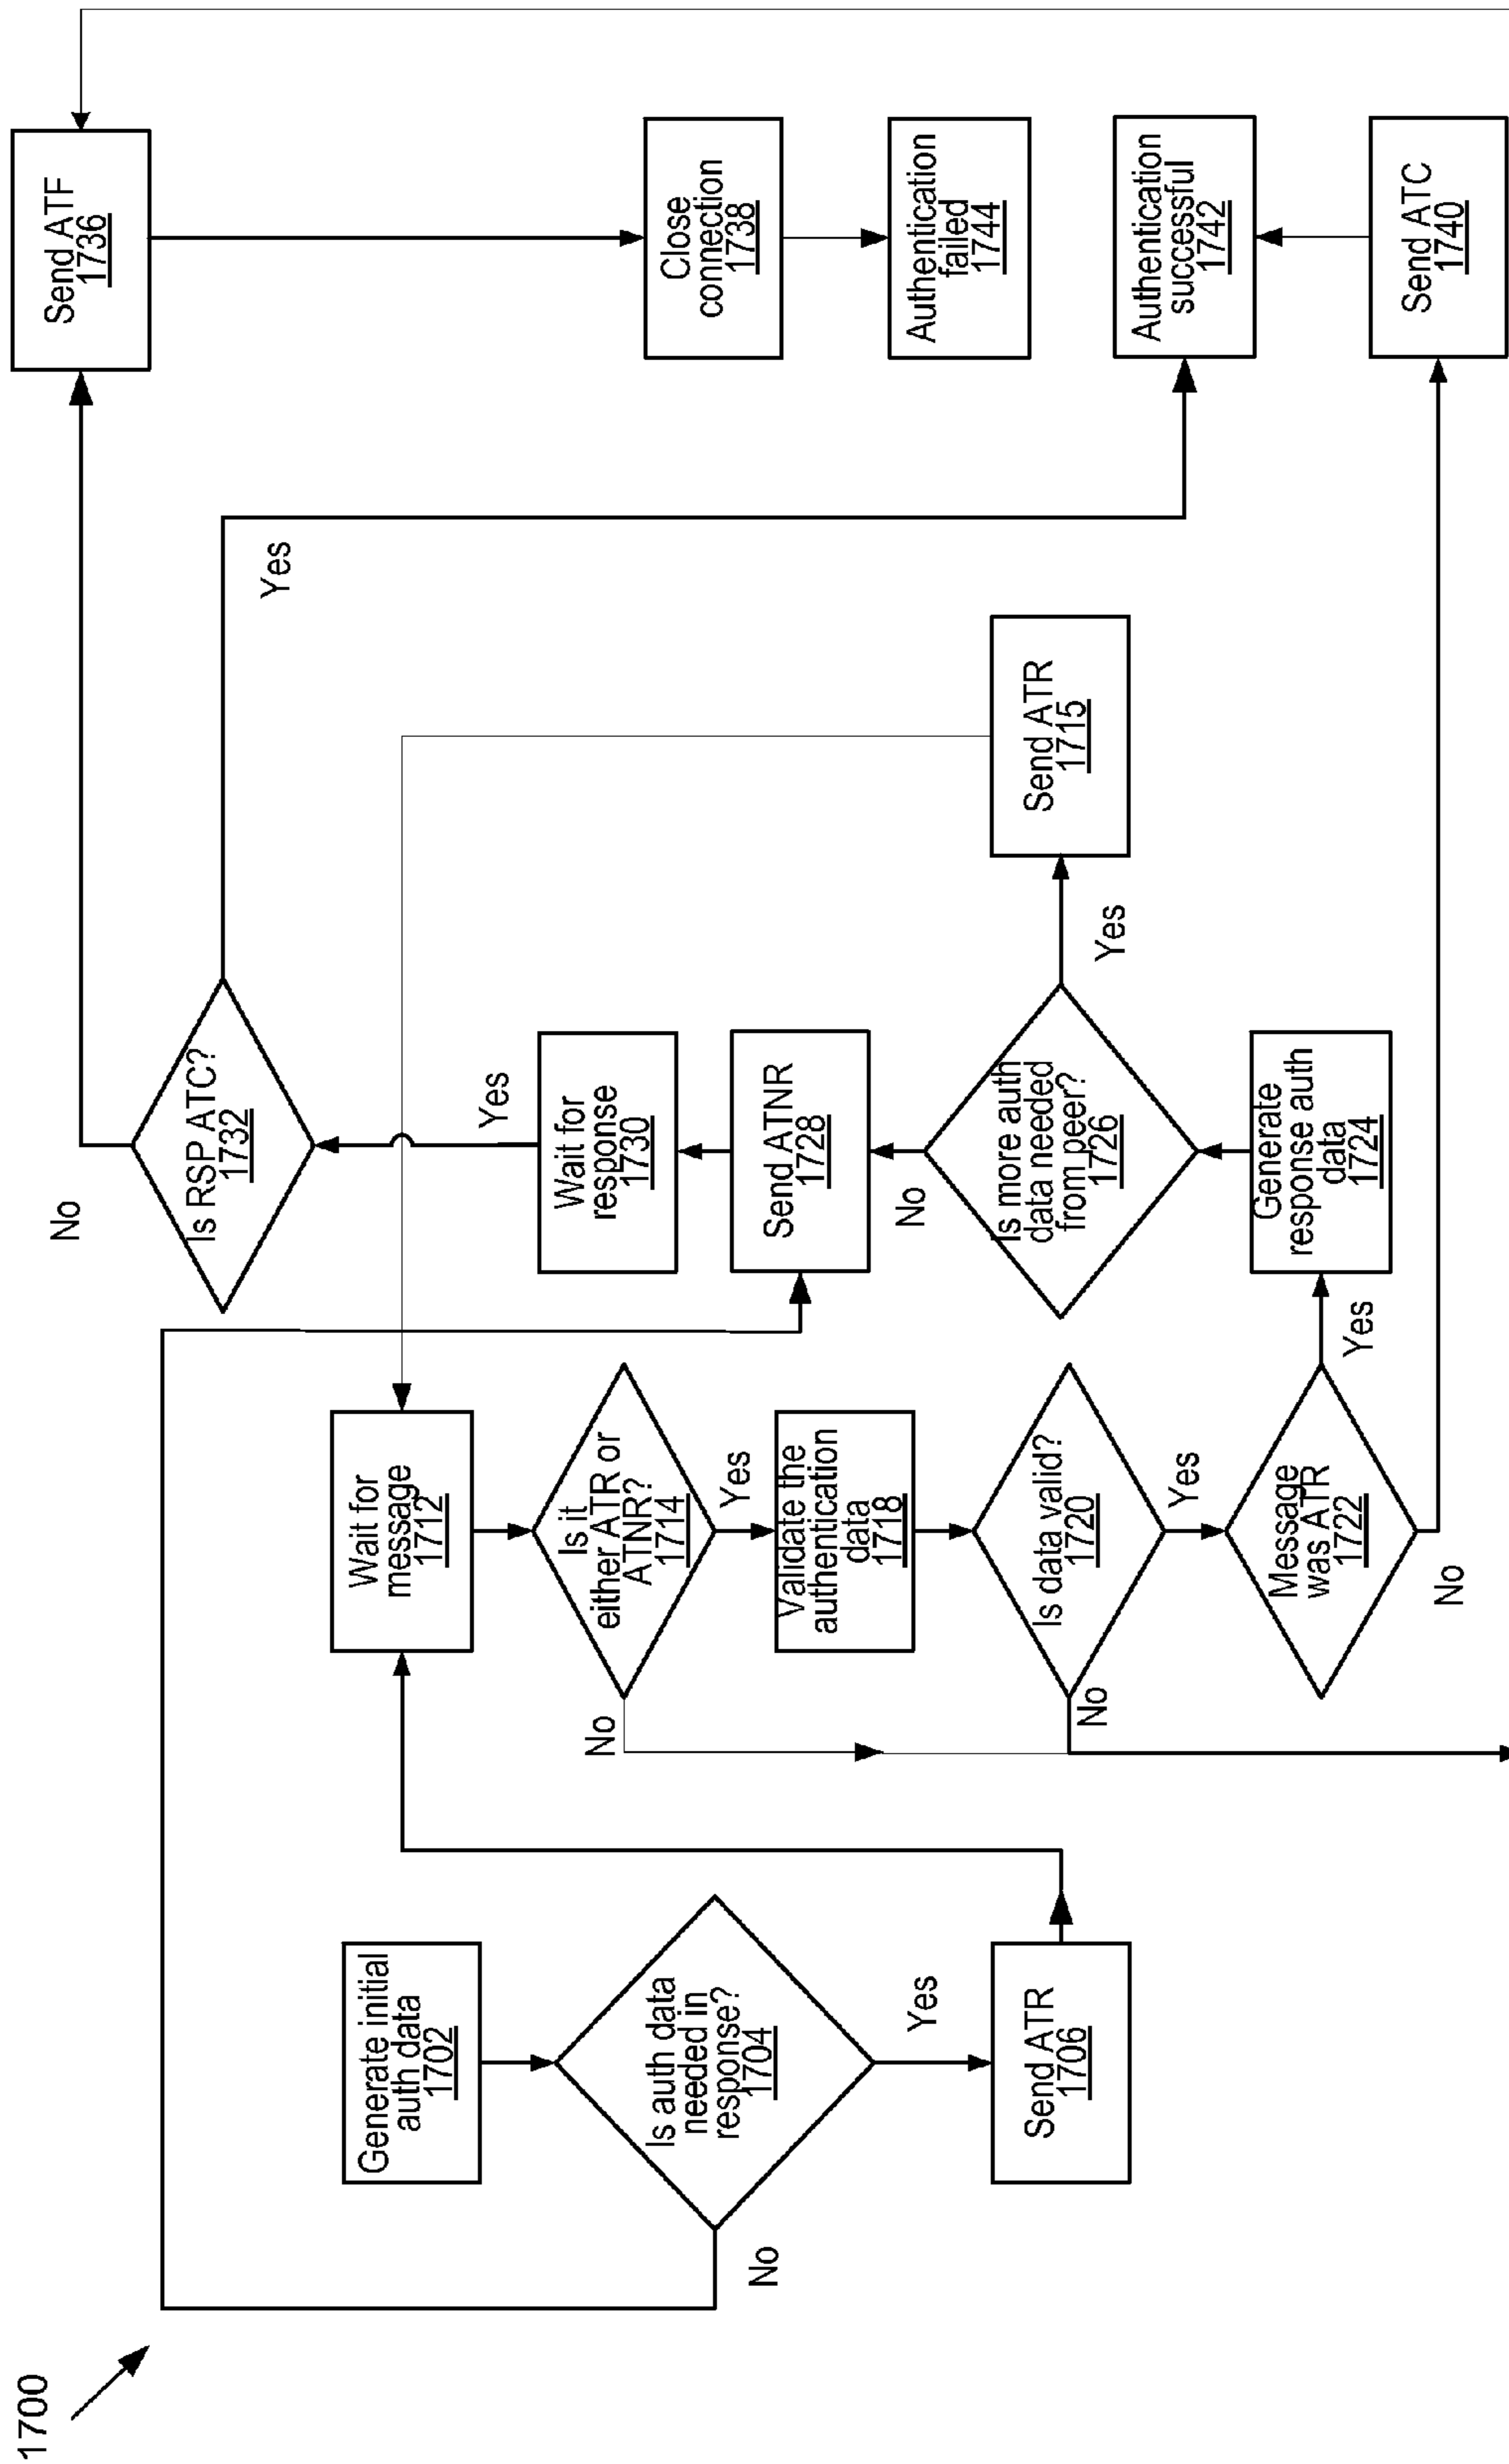 1700
Generate initial
auth data
1702
Is auth data
needed in
response?
1704
No
Yes
Send ATR
1706
Wait for
message
1712
Is it
either ATR or
ATNR?
1714
No
Yes
Validate the
authentication
data
1718
Is data valid?
1720
No
Yes
Message
was ATR
1722
No
Yes
Generate
response auth
data
1724
Is more auth
data needed
from peer?
1726
No
Yes
Send ATNR
1728
Wait for
response
1730
Yes
Is RSP ATC?
1732
No
Yes
Send ATR
1715
Send ATF
1736
Close
connection
1738
Authentication
failed
1744
Authentication
successful
1742
Send ATC
1740